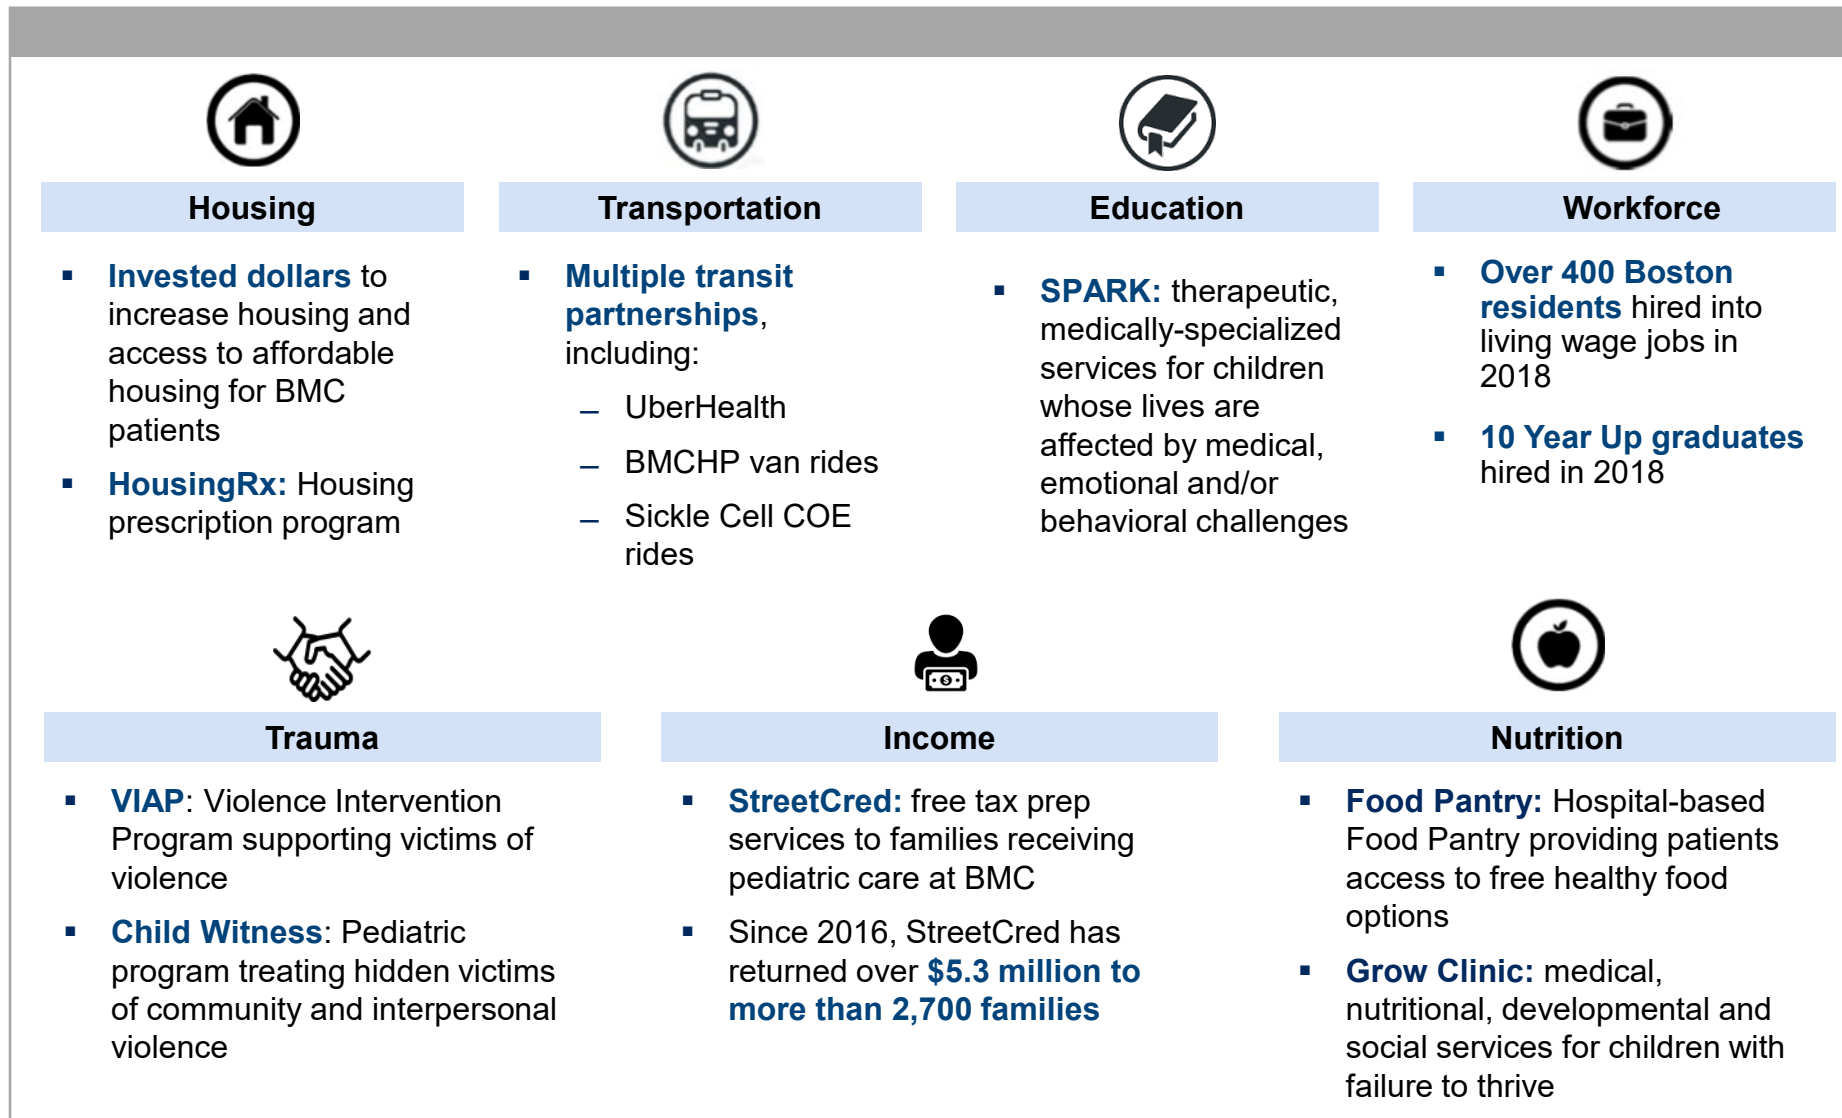 Housing
▪ Invested dollars to
increase housing and
access to affordable
housing for BMC
patients
▪ HousingRx: Housing
prescription program
Transportation
▪ Multiple transit
partnerships,
including:
– UberHealth
– BMCHP van rides
– Sickle Cell COE
rides
Education
▪ SPARK: therapeutic,
medically-specialized
services for children
whose lives are
affected by medical,
emotional and/or
behavioral challenges
Workforce
▪ Over 400 Boston
residents hired into
living wage jobs in
2018
▪ 10 Year Up graduates
hired in 2018
Trauma
▪ VIAP: Violence Intervention
Program supporting victims of
violence
▪ Child Witness: Pediatric
program treating hidden victims
of community and interpersonal
violence
Income
▪ StreetCred: free tax prep
services to families receiving
pediatric care at BMC
▪ Since 2016, StreetCred has
returned over $5.3 million to
more than 2,700 families
Nutrition
▪ Food Pantry: Hospital-based
Food Pantry providing patients
access to free healthy food
options
▪ Grow Clinic: medical,
nutritional, developmental and
social services for children with
failure to thrive